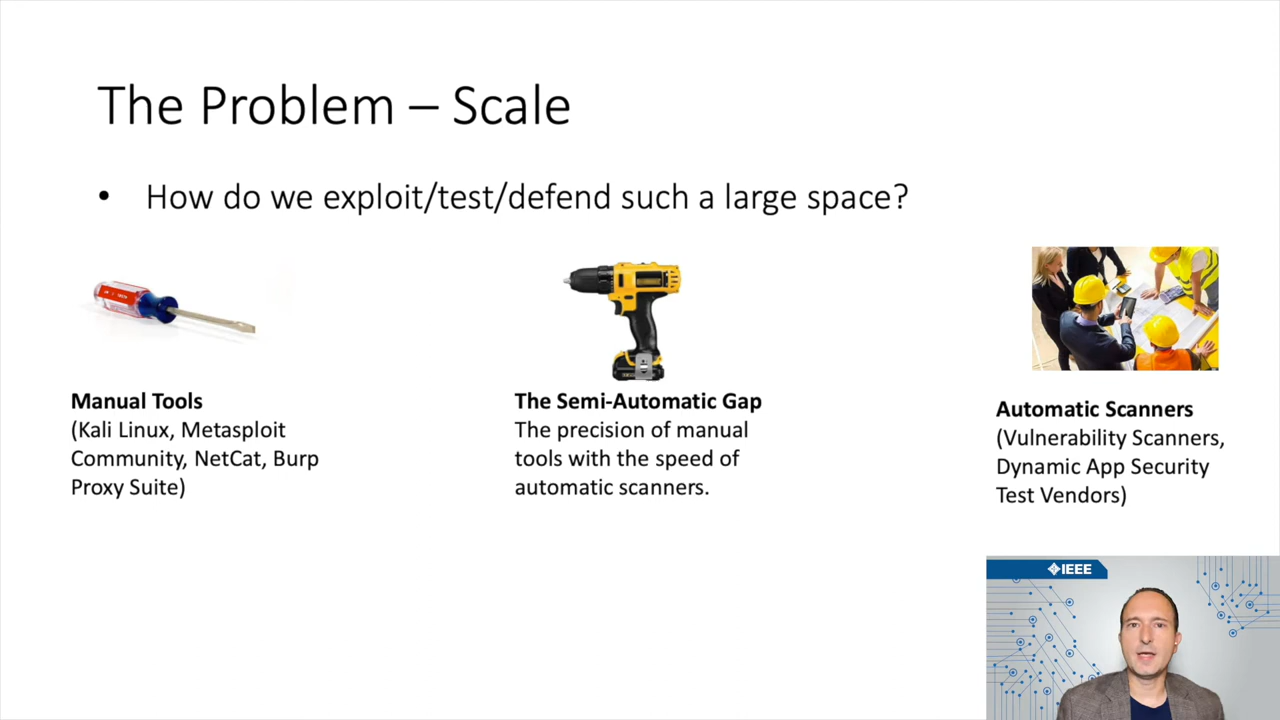 The Problem – Scale
• How do we exploit/test/defend such a large space?
Manual Tools
(Kali Linux, Metasploit
Community, NetCat, Burp
Proxy Suite)
The Semi-Automatic Gap
The precision of manual
tools with the speed of
automatic scanners.
Automatic Scanners
(Vulnerability Scanners,
Dynamic App Security
Test Vendors)
IEEE